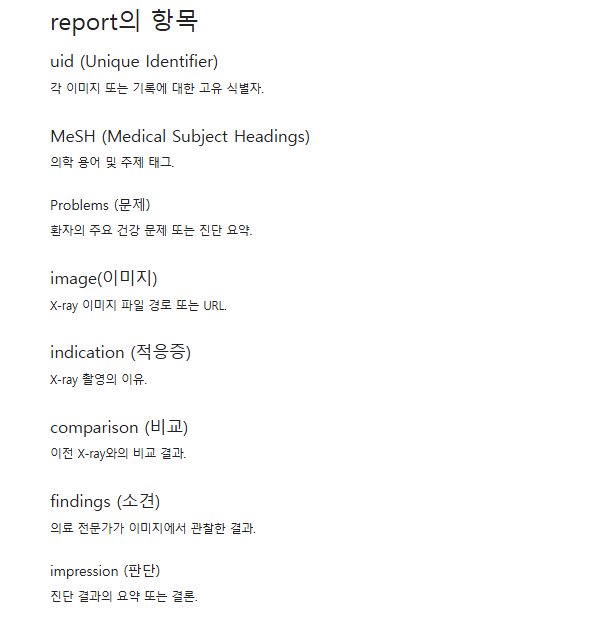 report의 항목
uid (Unique Identifier)
각 이미지 또는 기록에 대한 고유 식별자.
MeSH (Medical Subject Headings)
의학 용어 및 주제 태그.
Problems (문제)
환자의 주요 건강 문제 또는 진단 요약.
image(이미지)
X-ray 이미지 파일 경로 또는 URL.
indication (적응증)
X-ray 촬영의 이유.
comparison (비교)
이전 X-ray와의 비교 결과.
findings (소견)
의료 전문가가 이미지에서 관찰한 결과.
impression (판단)
진단 결과의 요약 또는 결론.